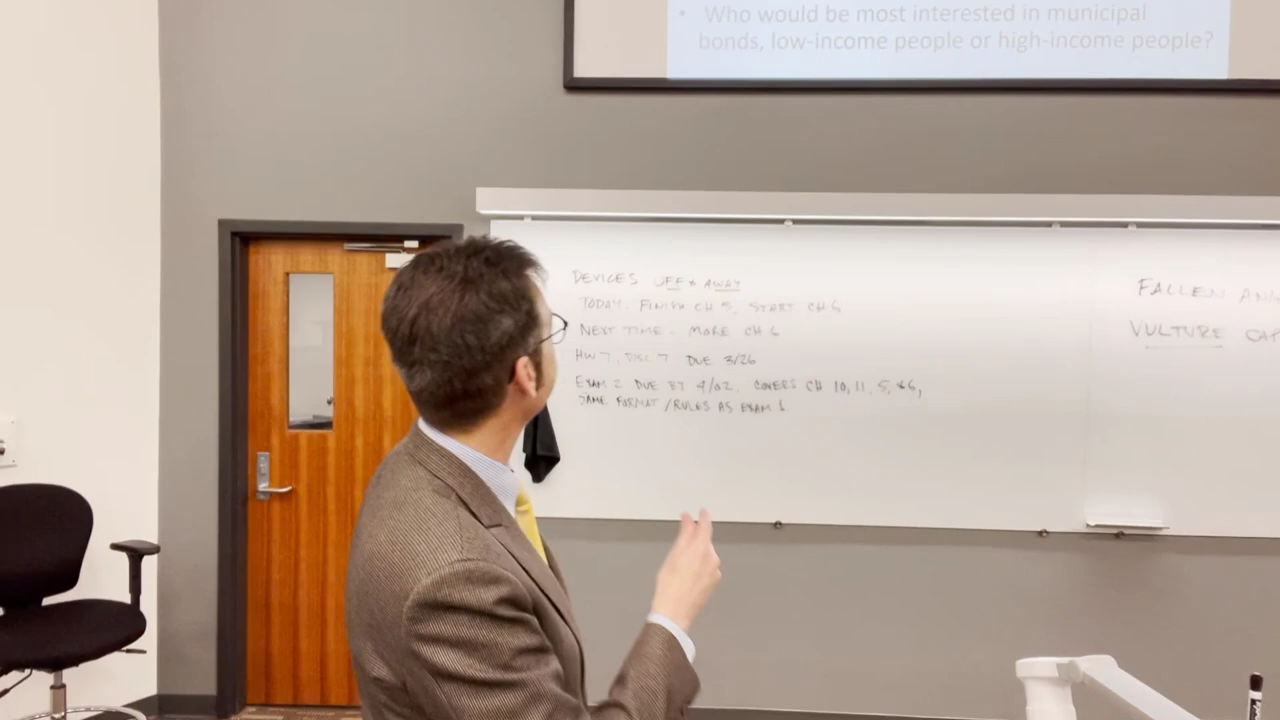 • Who would be most interested in municipal
bonds, low-income people or high-income people?
DEVICES OFF & AWAY
TODAY - FINISH CH 5, START CH 6
NEXT TIME - MORE CH 6
HW 7, DISC 7 DUE 3/26
EXAM 2 DUE BY 4/02, COVERS CH 10, 11, 5, & 6,
SAME FORMAT/RULES AS EXAM 1
FALLEN
VULTURE